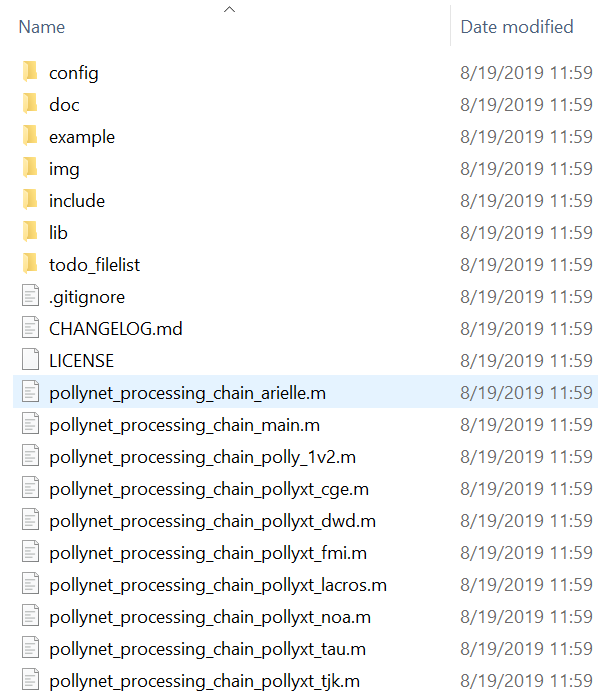 Name Date modified
config 8/19/2019 11:59
doc 8/19/2019 11:59
example 8/19/2019 11:59
img 8/19/2019 11:59
include 8/19/2019 11:59
lib 8/19/2019 11:59
todo_filelist 8/19/2019 11:59
.gitignore 8/19/2019 11:59
CHANGELOG.md 8/19/2019 11:59
LICENSE 8/19/2019 11:59
pollynet_processing_chain_arielle.m 8/19/2019 11:59
pollynet_processing_chain_main.m 8/19/2019 11:59
pollynet_processing_chain_polly_1v2.m 8/19/2019 11:59
pollynet_processing_chain_pollyxt_cge.m 8/19/2019 11:59
pollynet_processing_chain_pollyxt_dwd.m 8/19/2019 11:59
pollynet_processing_chain_pollyxt_fmi.m 8/19/2019 11:59
pollynet_processing_chain_pollyxt_lacros.m 8/19/2019 11:59
pollynet_processing_chain_pollyxt_noa.m 8/19/2019 11:59
pollynet_processing_chain_pollyxt_tau.m 8/19/2019 11:59
pollynet_processing_chain_pollyxt_tjk.m 8/19/2019 11:59